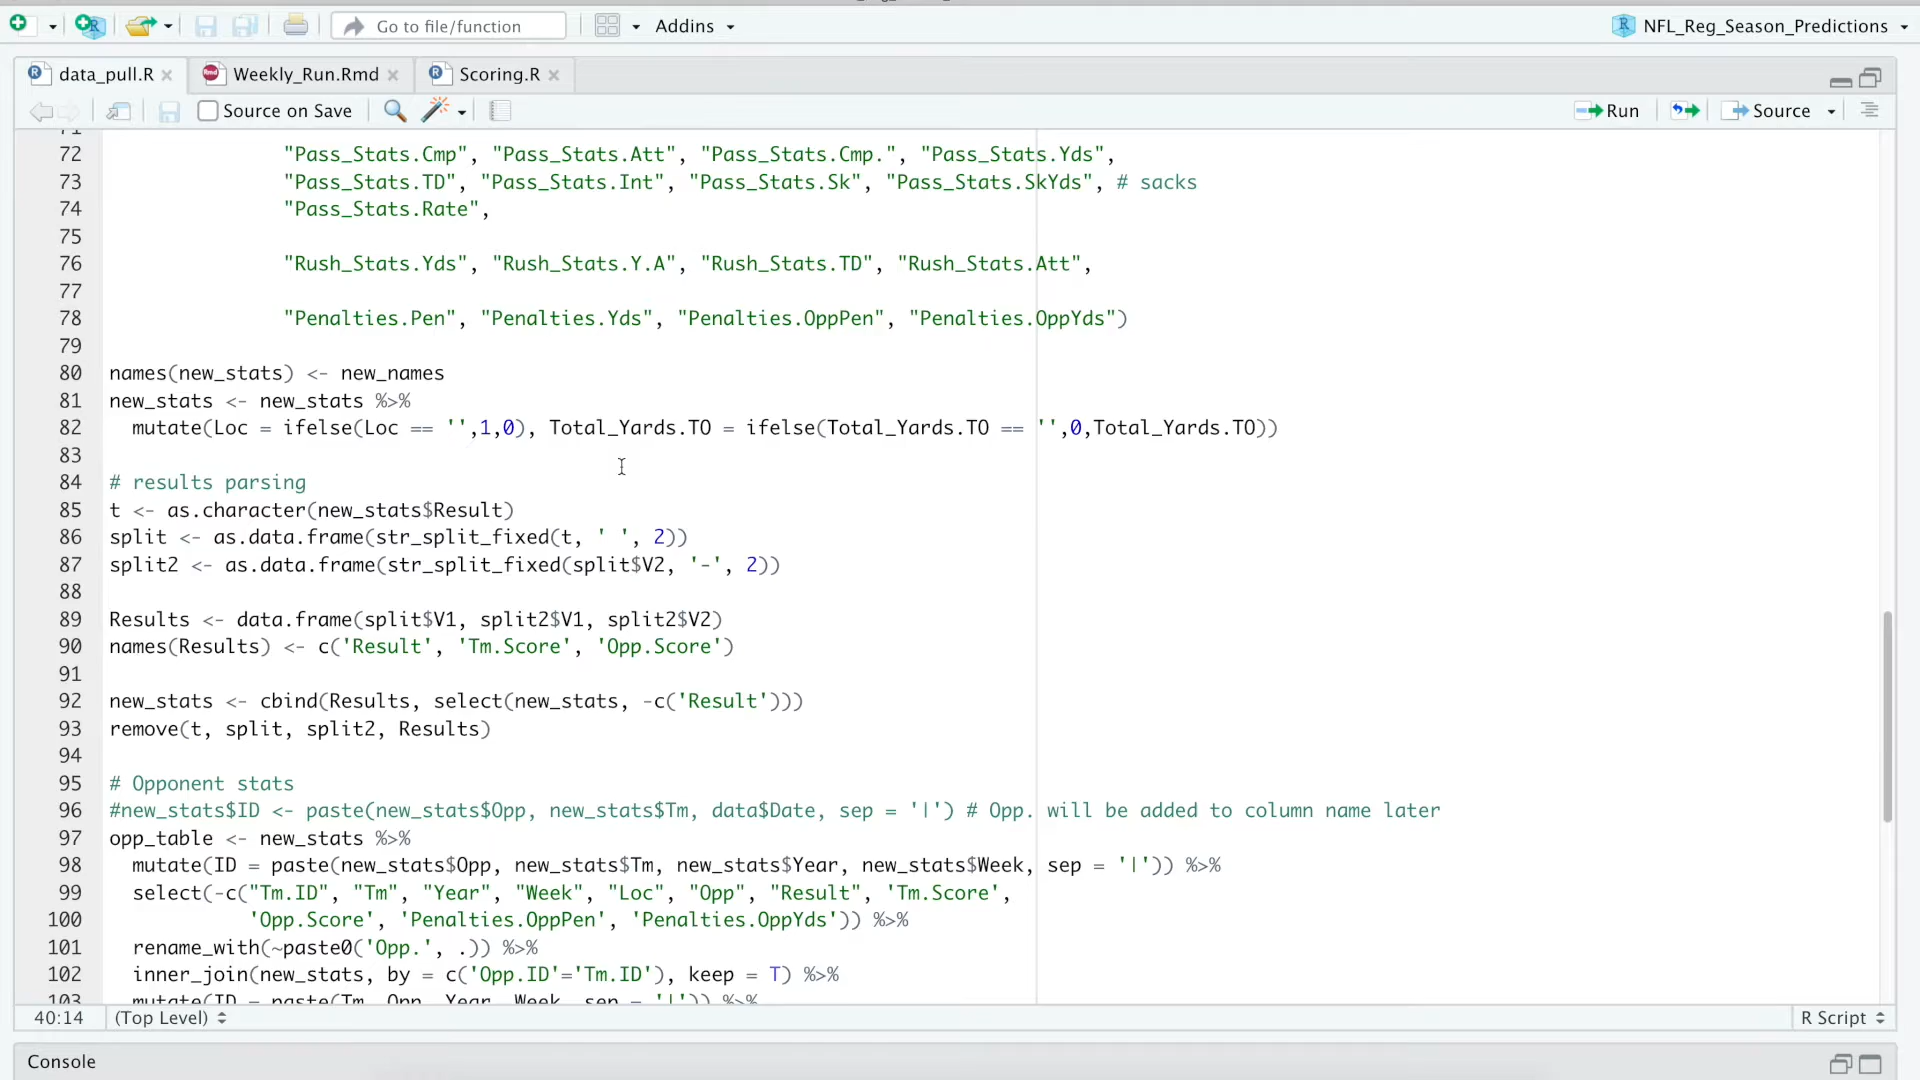 Go to file/function
Addins
NFL_Reg_Season_Predictions
data_pull.R
Weekly_Run.Rmd
Scoring.R
Source on Save
Run
Source
71
72 "Pass_Stats.Cmp", "Pass_Stats.Att", "Pass_Stats.Cmp.", "Pass_Stats.Yds",
73 "Pass_Stats.TD", "Pass_Stats.Int", "Pass_Stats.Sk", "Pass_Stats.SkYds", # sacks
74 "Pass_Stats.Rate",
75
76 "Rush_Stats.Yds", "Rush_Stats.Y.A", "Rush_Stats.TD", "Rush_Stats.Att",
77
78 "Penalties.Pen", "Penalties.Yds", "Penalties.OppPen", "Penalties.OppYds")
79
80 names(new_stats) <- new_names
81 new_stats <- new_stats %>%
82 mutate(Loc = ifelse(Loc == '',1,0), Total_Yards.TO = ifelse(Total_Yards.TO == '',0,Total_Yards.TO))
83
84 # results parsing
85 t <- as.character(new_stats$Result)
86 split <- as.data.frame(str_split_fixed(t, ' ', 2))
87 split2 <- as.data.frame(str_split_fixed(split$V2, '-', 2))
88
89 Results <- data.frame(split$V1, split2$V1, split2$V2)
90 names(Results) <- c('Result', 'Tm.Score', 'Opp.Score')
91
92 new_stats <- cbind(Results, select(new_stats, -c('Result')))
93 remove(t, split, split2, Results)
94
95 # Opponent stats
96 #new_stats$ID <- paste(new_stats$Opp, new_stats$Tm, data$Date, sep = '|') # Opp. will be added to column name later
97 opp_table <- new_stats %>%
98 mutate(ID = paste(new_stats$Opp, new_stats$Tm, new_stats$Year, new_stats$Week, sep = '|')) %>%
99 select(-c("Tm.ID", "Tm", "Year", "Week", "Loc", "Opp", "Result", 'Tm.Score',
100 'Opp.Score', 'Penalties.OppPen', 'Penalties.OppYds')) %>%
101 rename_with(~paste0('Opp.', .)) %>%
102 inner_join(new_stats, by = c('Opp.ID'='Tm.ID'), keep = T) %>%
103 mutate(ID = paste(Tm, Opp, Year, Week, sep = '|')) %>%
40:14 (Top Level) R Script
Console